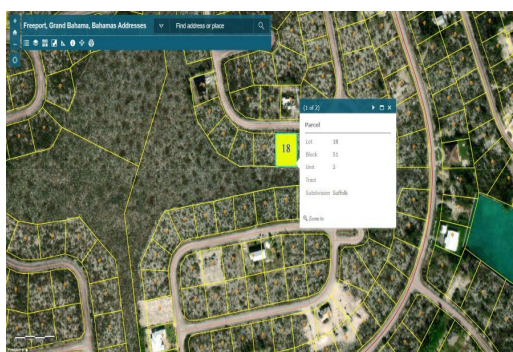 Freeport, Grand Bahama, Bahamas Addresses
Find address or place
(1 of 2)
Parcel
Lot 18
Block 51
Unit 2
Tract
Subdivision Suffolk
Zoom to
18